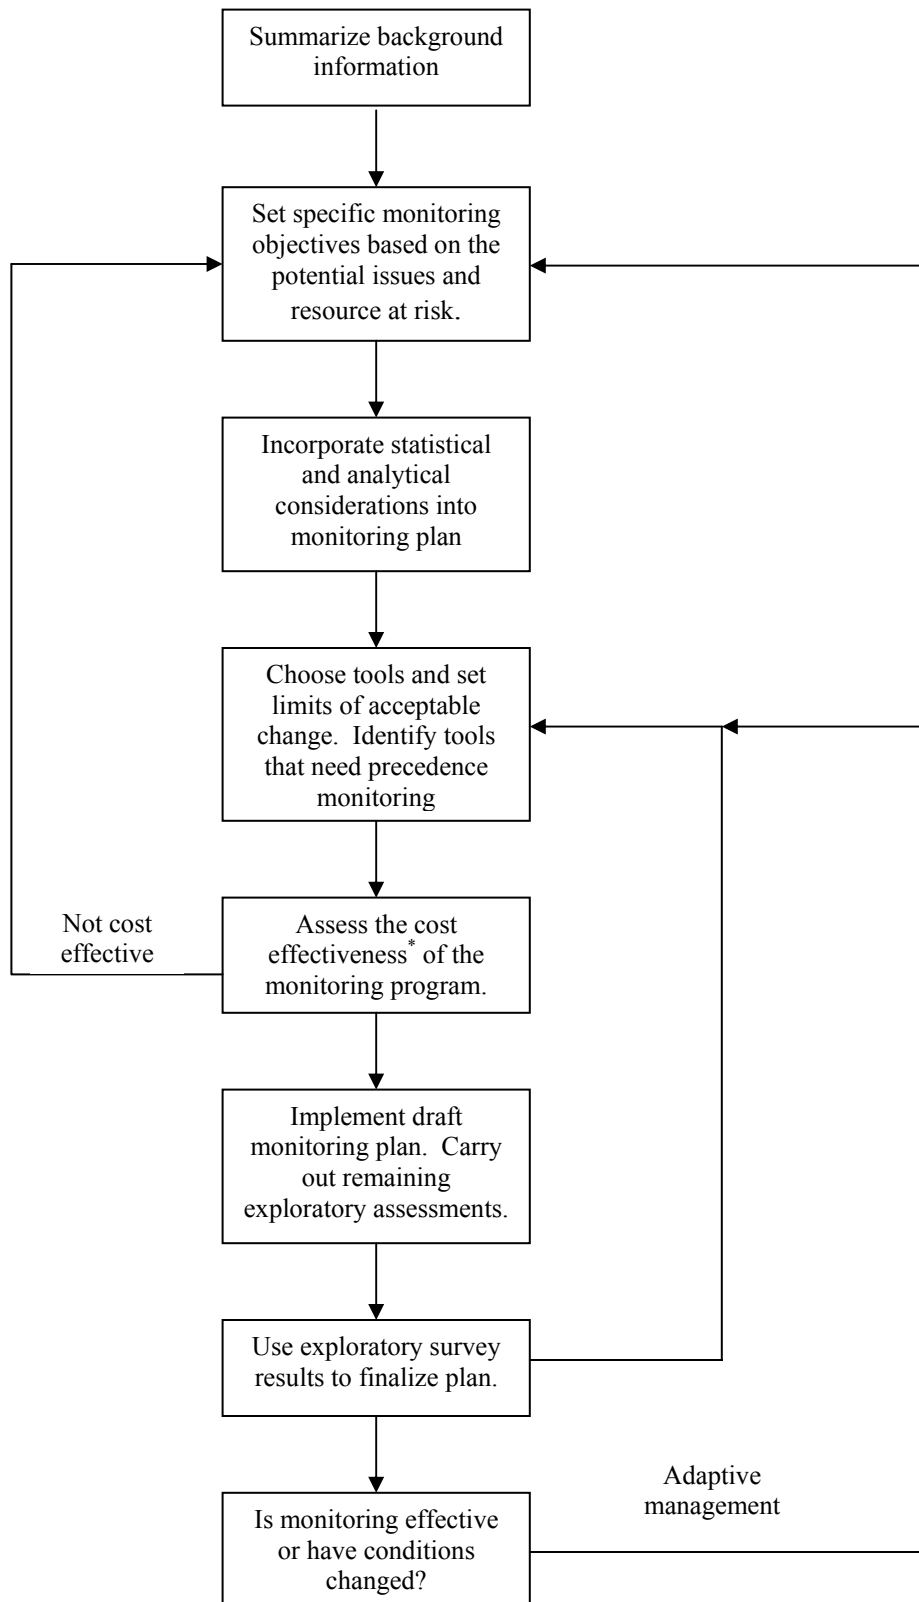 Summarize background
information
Set specific monitoring
objectives based on the
potential issues and
resource at risk.
Incorporate statistical
and analytical
considerations into
monitoring plan
Choose tools and set
limits of acceptable
change.  Identify tools
that need precedence
monitoring
Not cost
effective
Assess the cost
effectiveness* of the
monitoring program.
Implement draft
monitoring plan.  Carry
out remaining
exploratory assessments.
Use exploratory survey
results to finalize plan.
Adaptive
management
Is monitoring effective
or have conditions
changed?